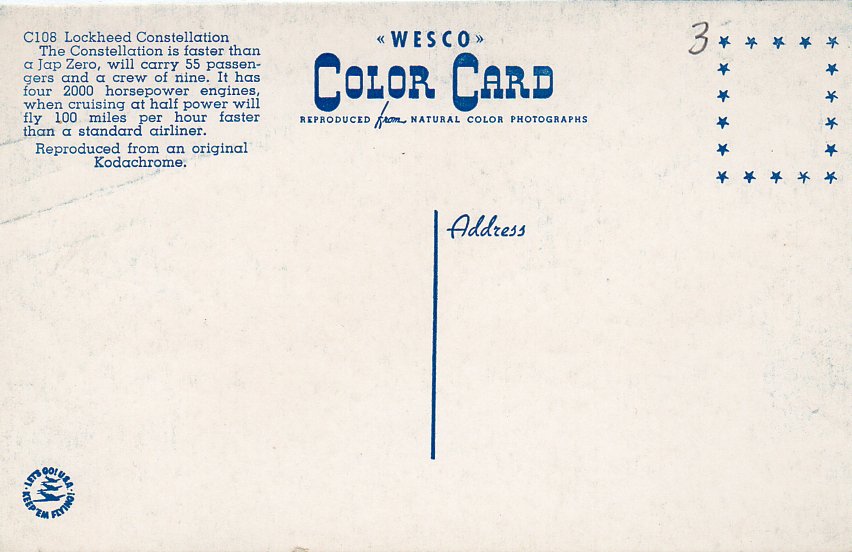 C108 Lockheed Constellation
The Constellation is faster than
a Jap Zero, will carry 55 passen-
gers and a crew of nine. It has
four 2000 horsepower engines,
when cruising at half power will
fly 100 miles per hour faster
than a standard airliner.
Reproduced from an original
Kodachrome.
«WESCO»
COLOR CARD
REPRODUCED from NATURAL COLOR PHOTOGRAPHS
3
Address
LET'S GO! U.S.A.
KEEP 'EM FLYING!